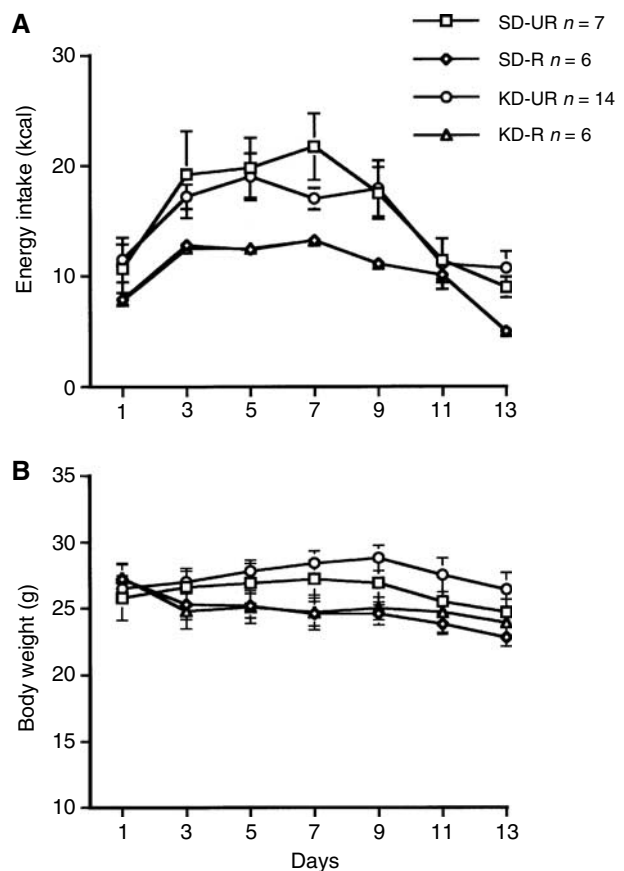 A
SD-UR n = 7
SD-R n = 6
KD-UR n = 14
KD-R n = 6
Energy intake (kcal)
30
20
10
0
1 3 5 7 9 11 13
B
Body weight (g)
35
30
25
20
15
10
1 3 5 7 9 11 13
Days